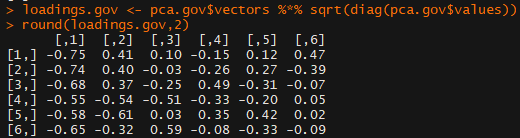 > loadings.gov <- pca.gov$vectors %*% sqrt(diag(pca.gov$values))
> round(loadings.gov,2)
[,1] [,2] [,3] [,4] [,5] [,6]
[1,] -0.75 0.41 0.10 -0.15 0.12 0.47
[2,] -0.74 0.40 -0.03 -0.26 0.27 -0.39
[3,] -0.68 0.37 -0.25 0.49 -0.31 -0.07
[4,] -0.55 -0.54 -0.51 -0.33 -0.20 0.05
[5,] -0.58 -0.61 0.03 0.35 0.42 0.02
[6,] -0.65 -0.32 0.59 -0.08 -0.33 -0.09